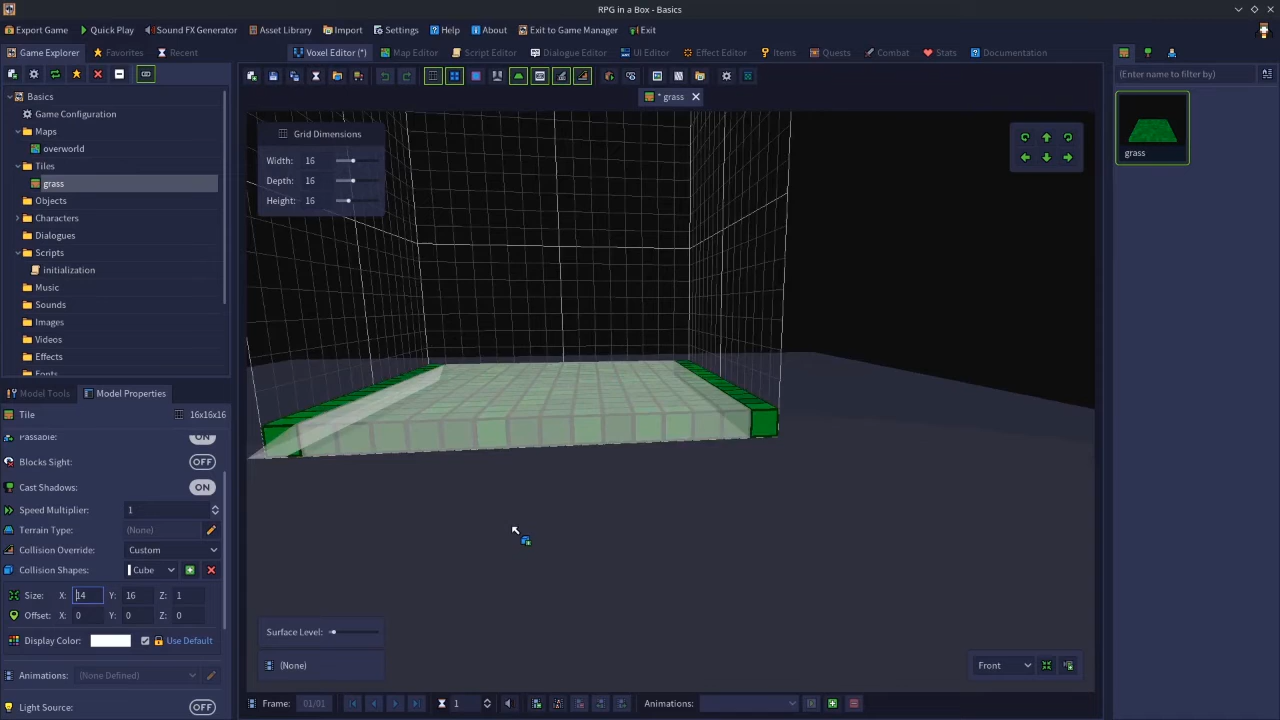 RPG in a Box - Basics
Export Game Quick Play Sound FX Generator Asset Library Import Settings Help About Exit to Game Manager Exit
Game Explorer Favorites Recent Voxel Editor (*) Map Editor Script Editor Dialogue Editor UI Editor Effect Editor Items Quests Combat Stats Documentation
(Enter name to filter by)
* grass
Basics
Game Configuration
Maps
overworld
Tiles
grass
Objects
Characters
Dialogues
Scripts
initialization
Music
Sounds
Images
Videos
Effects
Fonts
Grid Dimensions
Width: 16
Depth: 16
Height: 16
grass
Model Tools Model Properties
Tile 16x16x16
Passable: ON
Blocks Sight: OFF
Cast Shadows: ON
Speed Multiplier: 1
Terrain Type: (None)
Collision Override: Custom
Collision Shapes: Cube
Size: X: 14 Y: 16 Z: 1
Offset: X: 0 Y: 0 Z: 0
Display Color: Use Default
Animations: (None Defined)
Light Source: OFF
Surface Level:
(None)
Front
Frame: 01/01 1 Animations: